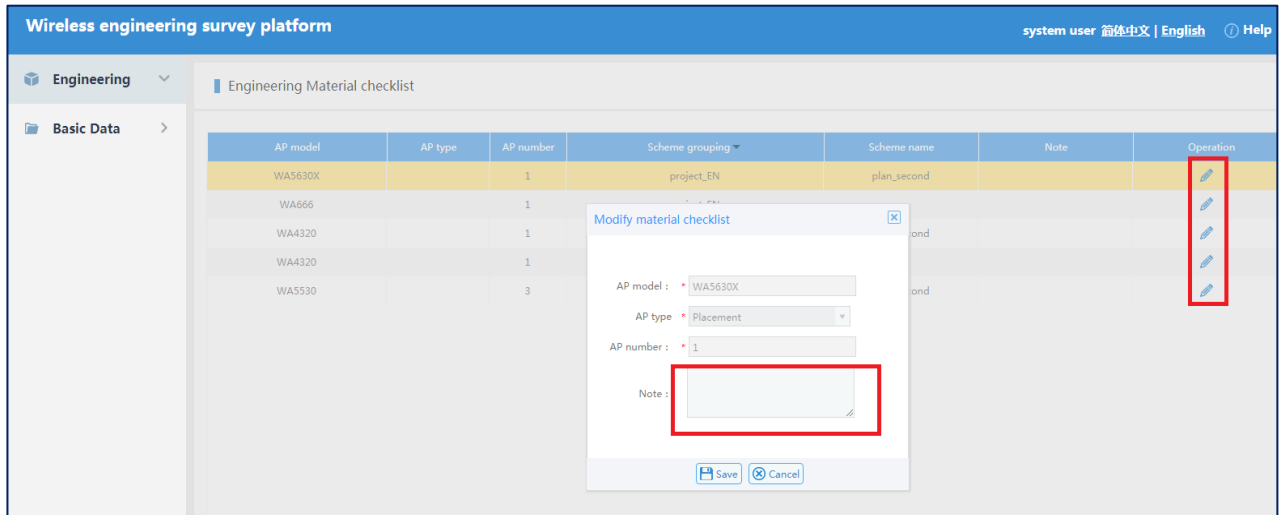 Wireless engineering survey platform
system user 简体中文 | English Help
Engineering
Engineering Material checklist
Basic Data
AP model AP type AP number Scheme grouping Scheme name Note Operation
WA5630X 1 project_EN plan_second
WA666 1
WA4320 1 ond
WA4320 1
WA5530 3 ond
Modify material checklist
AP model : * WA5630X
AP type * Placement
AP number : * 1
Note :
Save Cancel